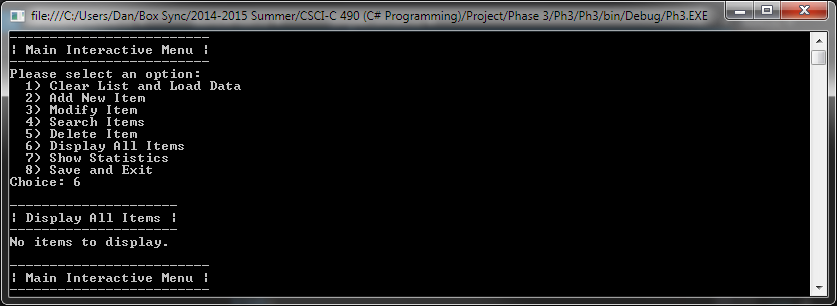 file:///C:/Users/Dan/Box Sync/2014-2015 Summer/CSCI-C 490 (C# Programming)/Project/Phase 3/Ph3/Ph3/bin/Debug/Ph3.EXE
-------------------------
¦ Main Interactive Menu ¦
-------------------------
Please select an option:
  1) Clear List and Load Data
  2) Add New Item
  3) Modify Item
  4) Search Items
  5) Delete Item
  6) Display All Items
  7) Show Statistics
  8) Save and Exit
Choice: 6
---------------------
¦ Display All Items ¦
---------------------
No items to display.
-------------------------
¦ Main Interactive Menu ¦
-------------------------